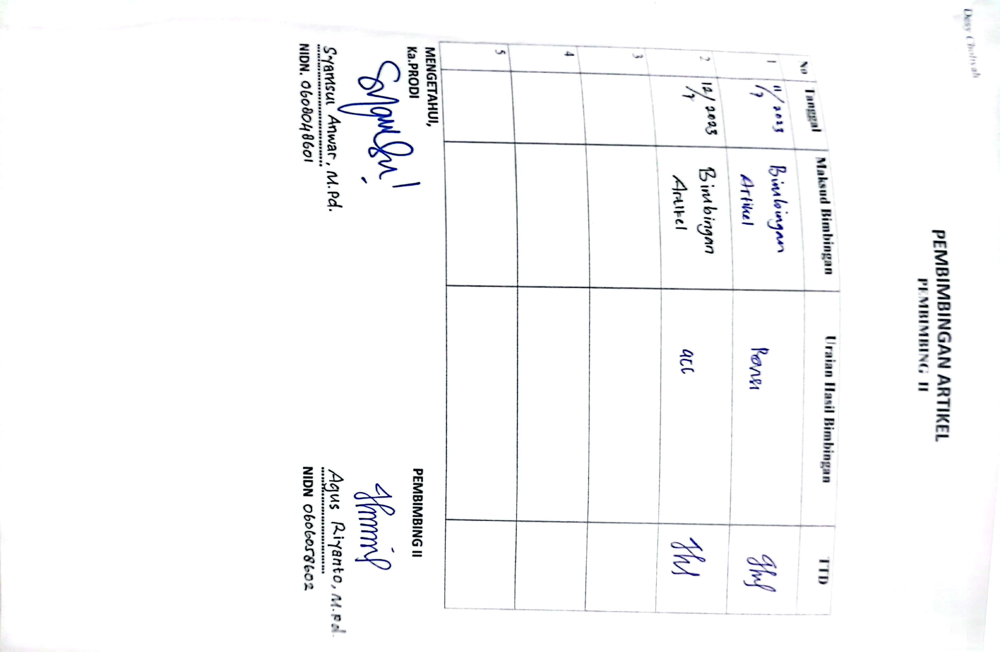 Desy Choliyah
PEMBIMBINGAN ARTIKEL
PEMBIMBING II
No Tanggal Maksud Bimbingan Uraian Hasil Bimbingan TTD
1 11/7 2023 Bimbingan Artikel Revisi
2 12/7 2023 Bimbingan Artikel acc
3
4
5
MENGETAHUI,
Ka.PRODI PEMBIMBING II
Syamsul Anwar, M.Pd. Agus Riyanto, M.Pd.
NIDN. 0608048601 NIDN 0606058602